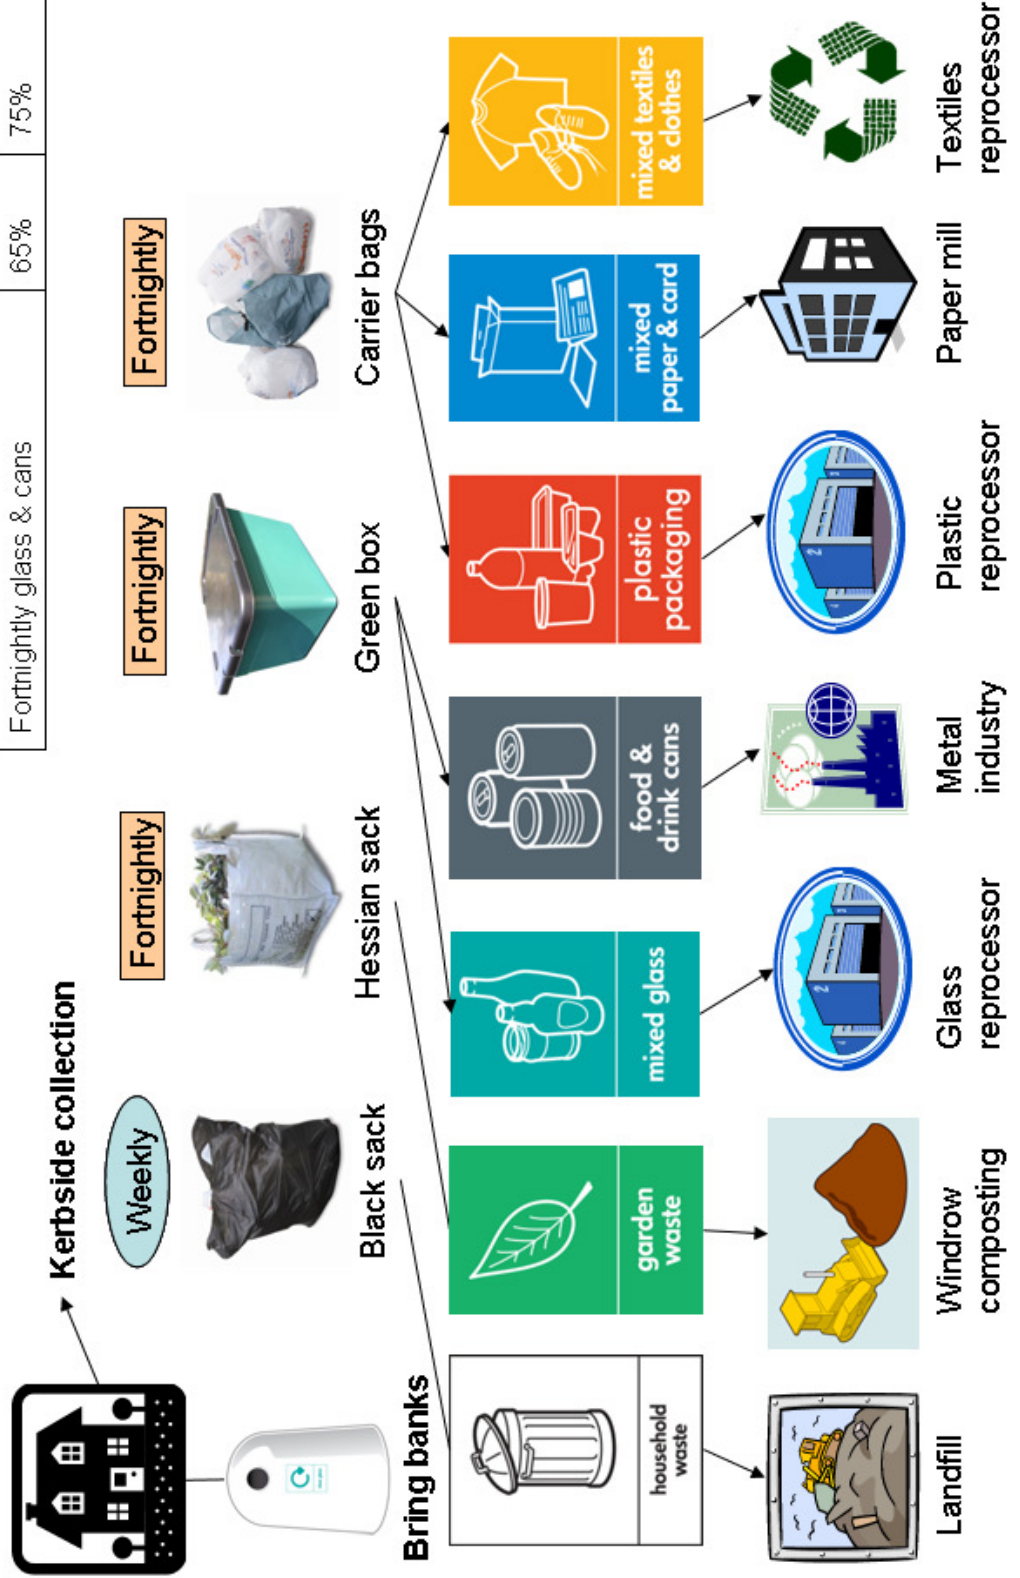 Fortnightly glass & cans 65% 75%
Kerbside collection
Weekly
Fortnightly
Fortnightly
Fortnightly
Black sack
Hessian sack
Green box
Carrier bags
Bring banks
household
waste
garden
waste
mixed glass
food &
drink cans
plastic
packaging
mixed
paper & card
mixed textiles
& clothes
Landfill
Windrow
composting
Glass
reprocessor
Metal
industry
Plastic
reprocessor
Paper mill
Textiles
reprocessor